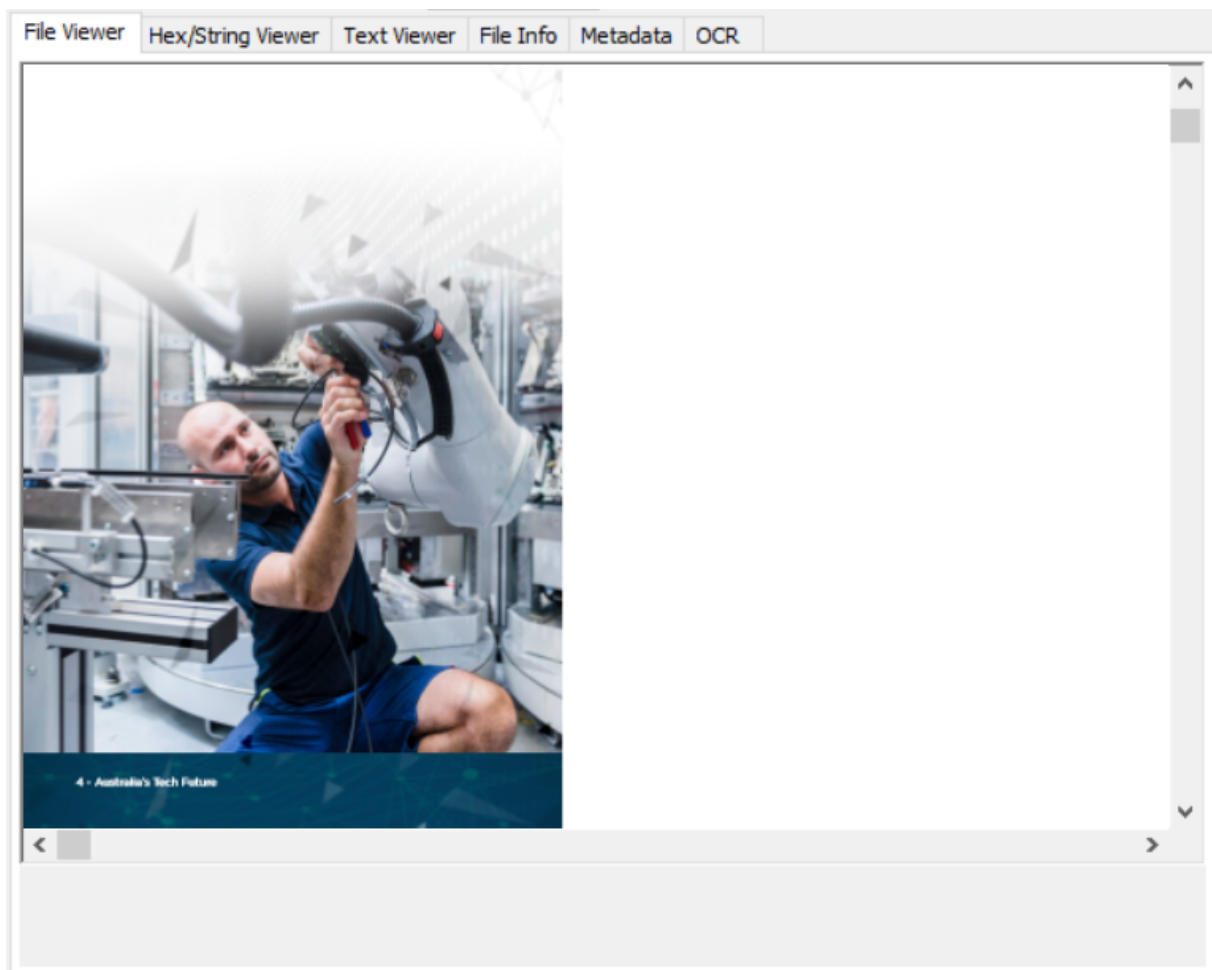 File Viewer Hex/String Viewer Text Viewer File Info Metadata OCR
4 - Australia's Tech Future